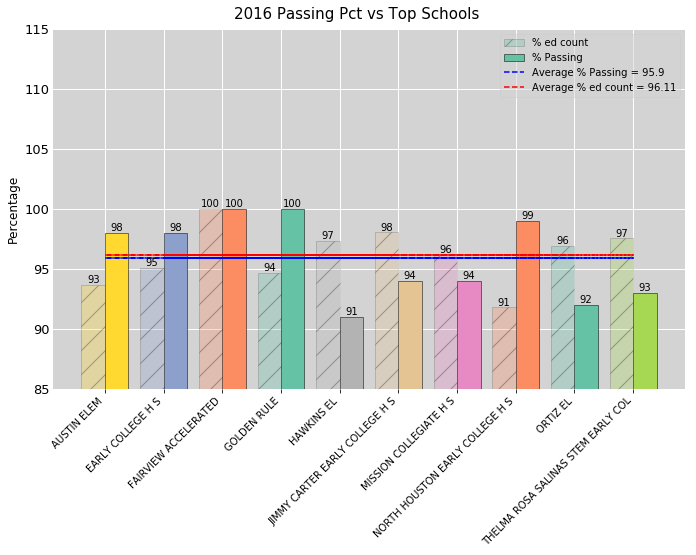 2016 Passing Pct vs Top Schools
% ed count
% Passing
Average % Passing = 95.9
Average % ed count = 96.11
Percentage
115
110
105
100
95
90
85
93
98
95
98
100
100
94
100
97
91
98
94
96
94
91
99
96
92
97
93
AUSTIN ELEM
EARLY COLLEGE H S
FAIRVIEW ACCELERATED
GOLDEN RULE
HAWKINS EL
JIMMY CARTER EARLY COLLEGE H S
MISSION COLLEGIATE H S
NORTH HOUSTON EARLY COLLEGE H S
ORTIZ EL
THELMA ROSA SALINAS STEM EARLY COL